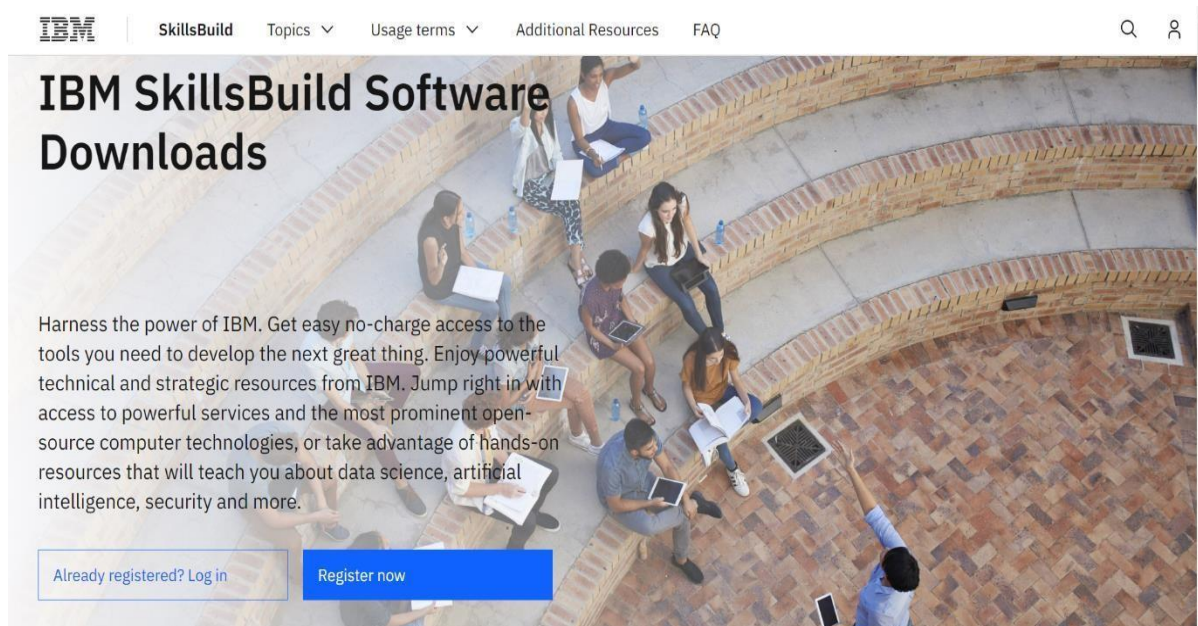 IBM SkillsBuild Topics Usage terms Additional Resources FAQ
IBM SkillsBuild Software
Downloads
Harness the power of IBM. Get easy no-charge access to the
tools you need to develop the next great thing. Enjoy powerful
technical and strategic resources from IBM. Jump right in with
access to powerful services and the most prominent open-
source computer technologies, or take advantage of hands-on
resources that will teach you about data science, artificial
intelligence, security and more.
Already registered? Log in Register now